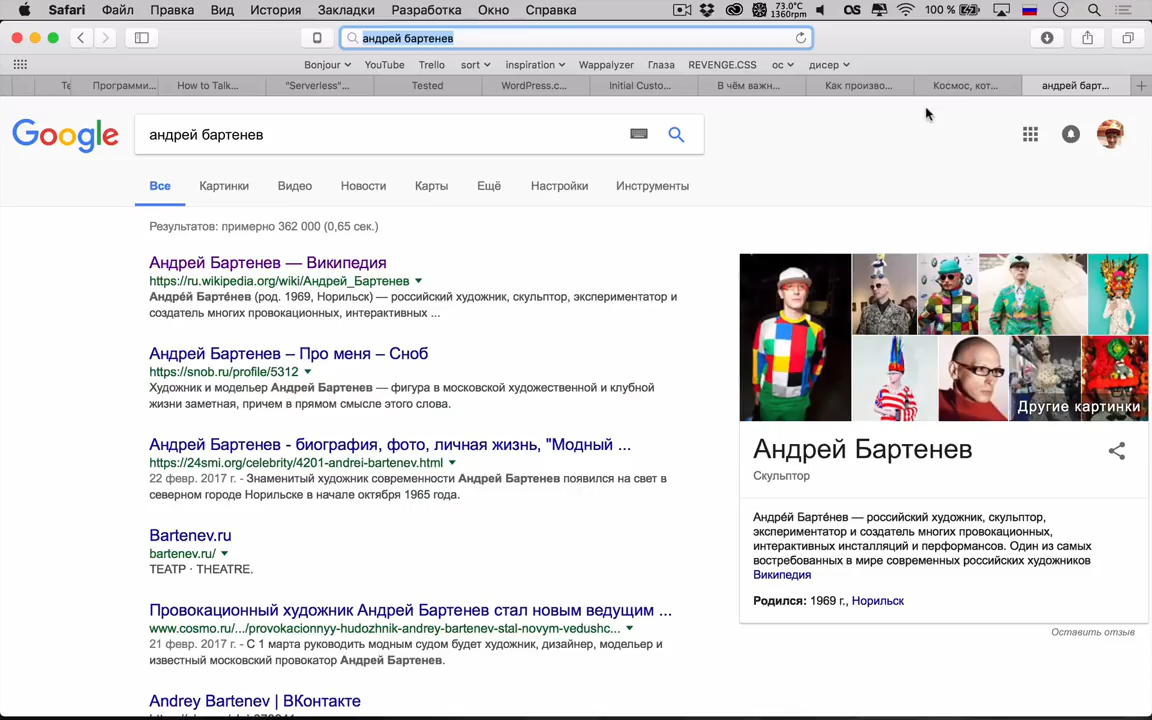 Safari Файл Правка Вид История Закладки Разработка Окно Справка 73.0°C 1360rpm 100 %
андрей бартенев
Bonjour YouTube Trello sort inspiration Wappalyzer Глаза REVENGE.CSS ос дисер
Те Программи... How to Talk... "Serverless"... Tested WordPress.c... Initial Custo... В чём важн... Как произво... Космос, кот... андрей барт...
Google андрей бартенев
Все Картинки Видео Новости Карты Ещё Настройки Инструменты
Результатов: примерно 362 000 (0,65 сек.)
Андрей Бартенев — Википедия
https://ru.wikipedia.org/wiki/Андрей_Бартенев
Андре́й Барте́нев (род. 1969, Норильск) — российский художник, скульптор, экспериментатор и
создатель многих провокационных, интерактивных ...
Андрей Бартенев – Про меня – Сноб
https://snob.ru/profile/5312
Художник и модельер Андрей Бартенев — фигура в московской художественной и клубной
жизни заметная, причем в прямом смысле этого слова.
Андрей Бартенев - биография, фото, личная жизнь, "Модный ...
https://24smi.org/celebrity/4201-andrei-bartenev.html
22 февр. 2017 г. - Знаменитый художник современности Андрей Бартенев появился на свет в
северном городе Норильске в начале октября 1965 года.
Bartenev.ru
bartenev.ru/
ТЕАТР · THEATRE.
Провокационный художник Андрей Бартенев стал новым ведущим ...
www.cosmo.ru/.../provokacionnyy-hudozhnik-andrey-bartenev-stal-novym-vedushc...
21 февр. 2017 г. - С 1 марта руководить модным судом будет художник, дизайнер, модельер и
известный московский провокатор Андрей Бартенев.
Andrey Bartenev | ВКонтакте
Другие картинки
Андрей Бартенев
Скульптор
Андре́й Барте́нев — российский художник, скульптор,
экспериментатор и создатель многих провокационных,
интерактивных инсталляций и перформансов. Один из самых
востребованных в мире современных российских художников
Википедия
Родился: 1969 г., Норильск
Оставить отзыв